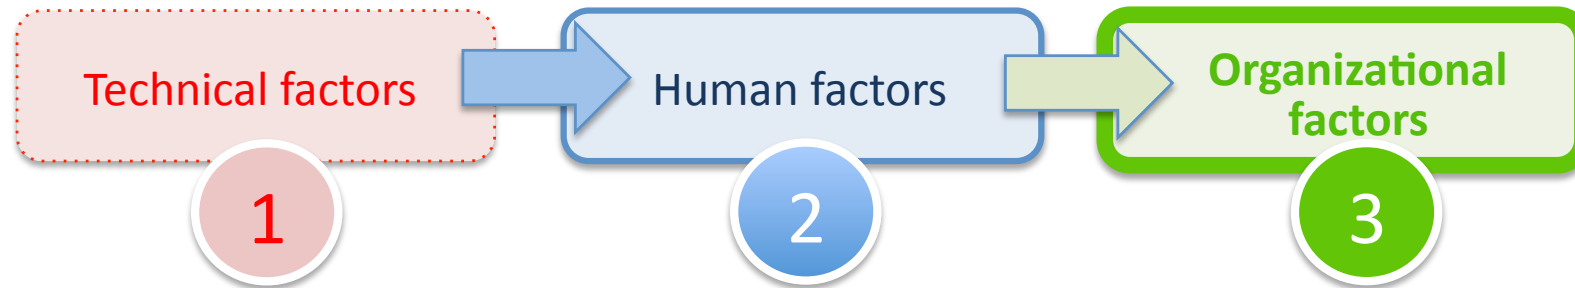 Technical factors
Human factors
Organizational
factors
1
2
3